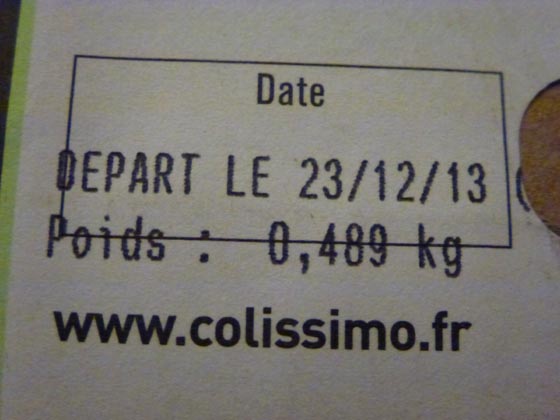 Date
DEPART LE 23/12/13 (
Poids : 0,489 kg
www.colissimo.fr